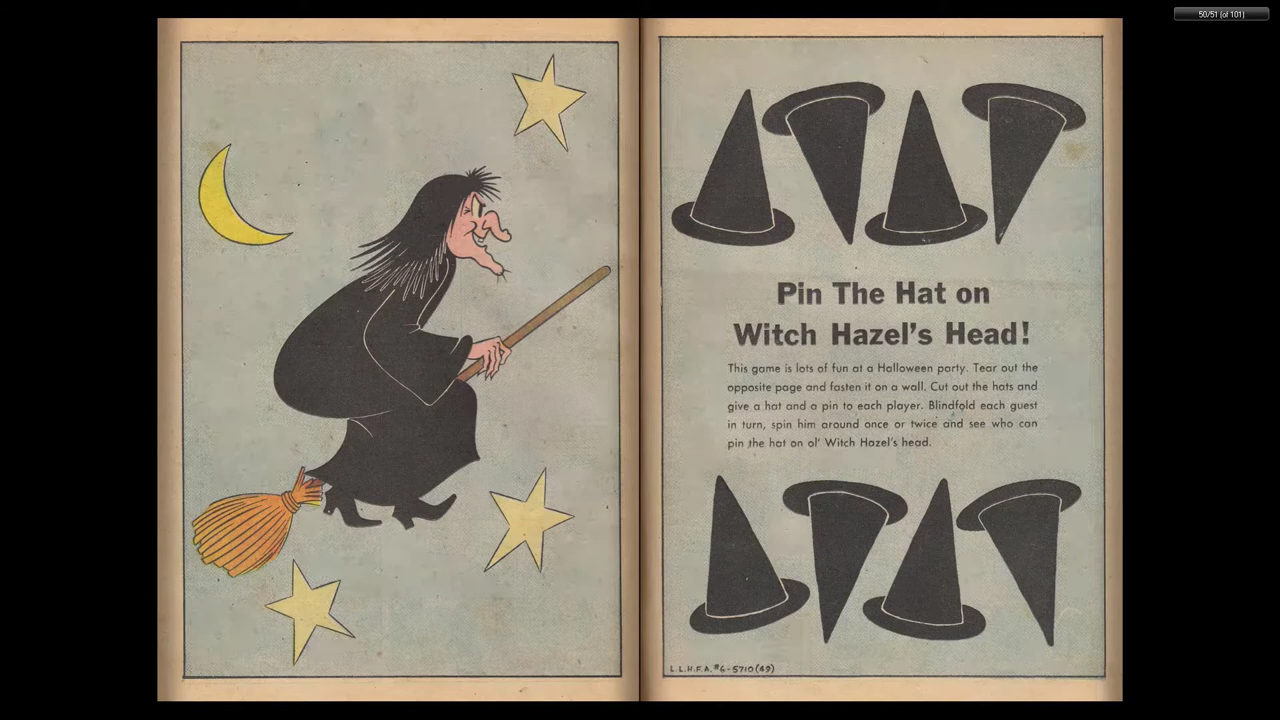 50/51 (of 101)
Pin The Hat on
Witch Hazel's Head!
This game is lots of fun at a Halloween party. Tear out the
opposite page and fasten it on a wall. Cut out the hats and
give a hat and a pin to each player. Blindfold each guest
in turn, spin him around once or twice and see who can
pin the hat on ol' Witch Hazel's head.
L.L.H.F.A. #6-5710(49)